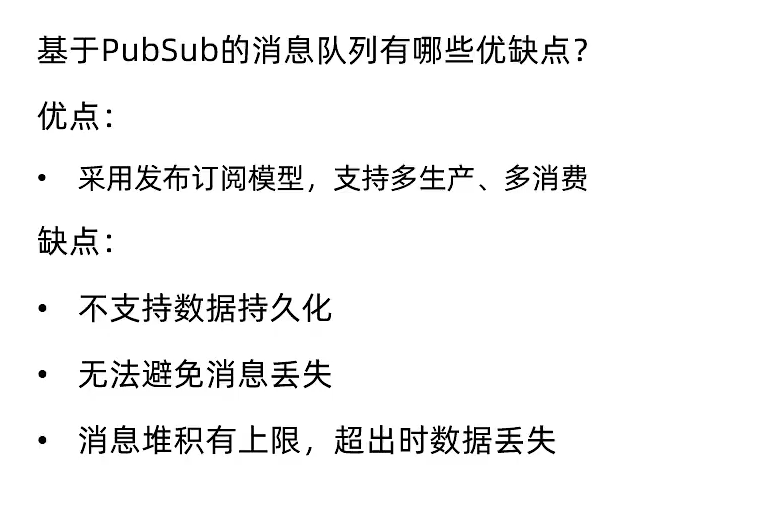 基于PubSub的消息队列有哪些优缺点？
优点：
• 采用发布订阅模型，支持多生产、多消费
缺点：
• 不支持数据持久化
• 无法避免消息丢失
• 消息堆积有上限，超出时数据丢失